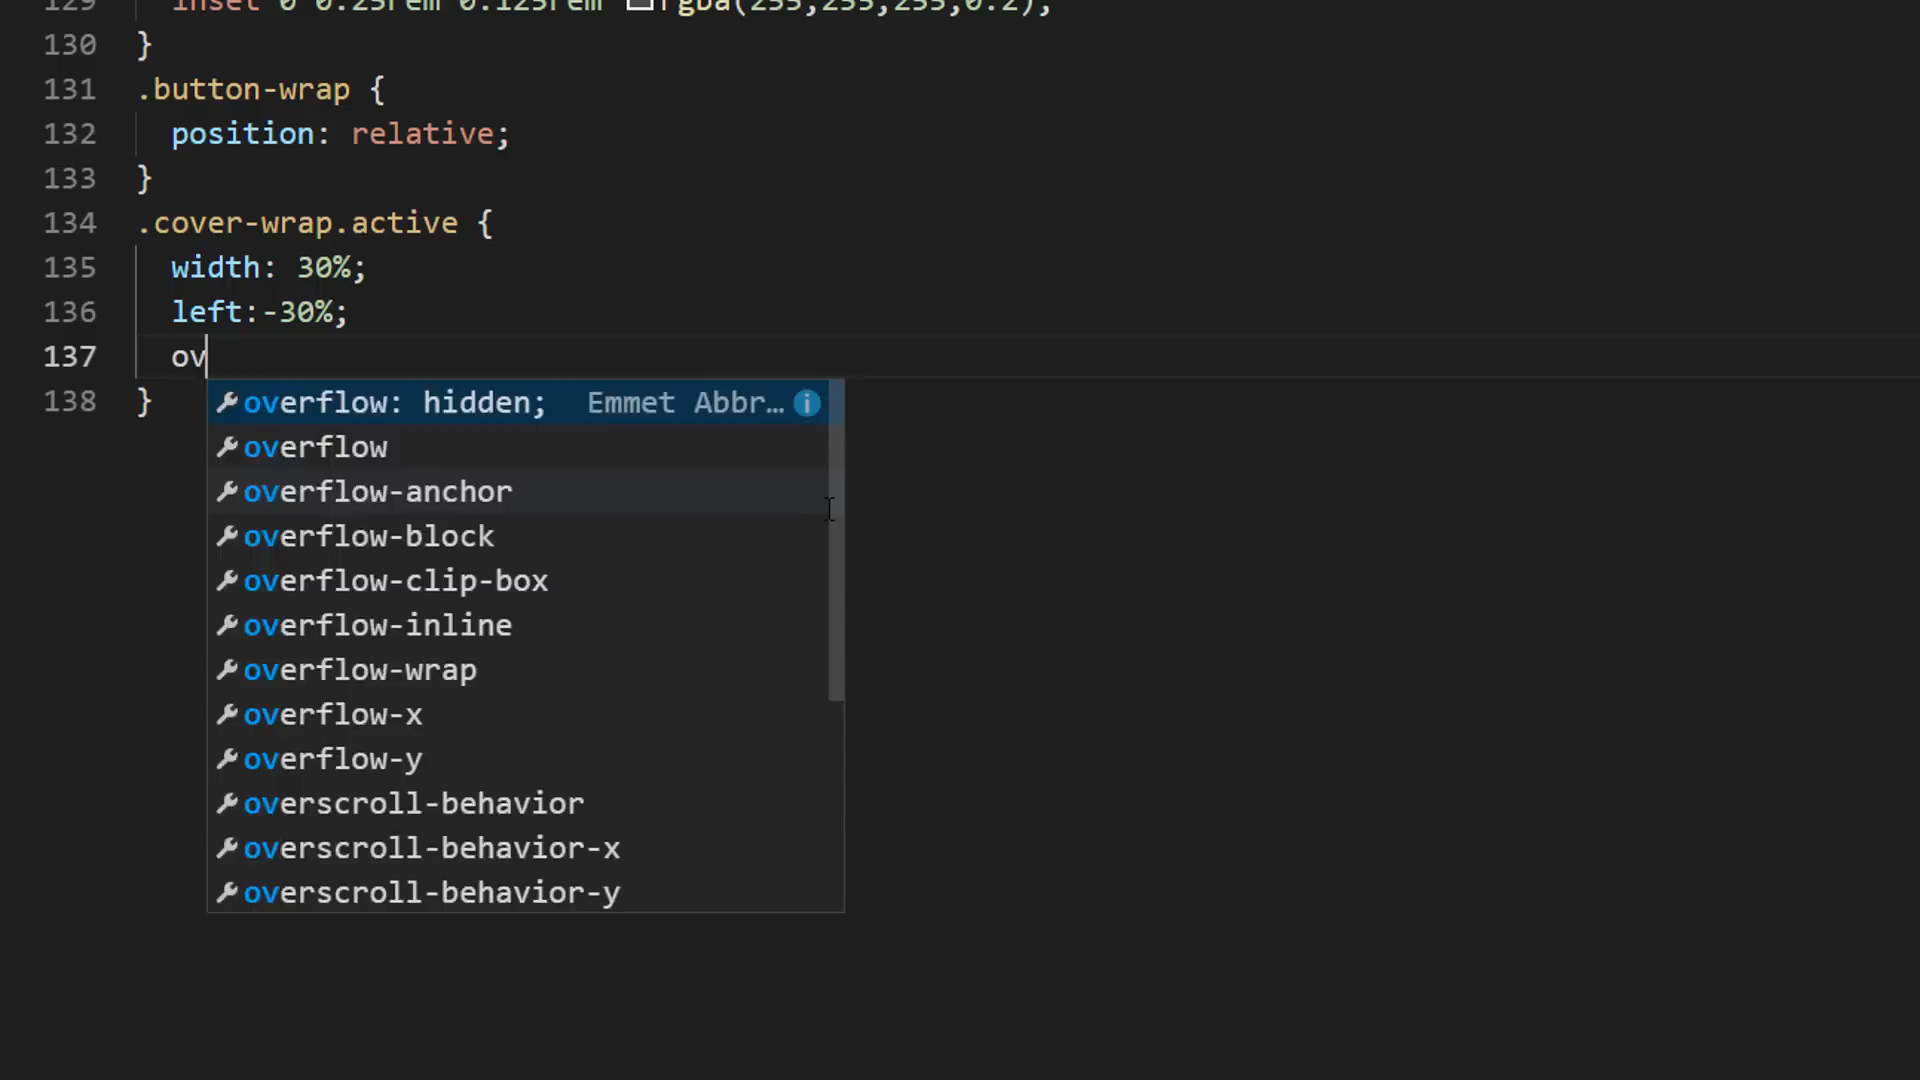 129 inset 0 0.25rem 0.125rem rgba(255,255,255,0.2);
130 }
131 .button-wrap {
132 position: relative;
133 }
134 .cover-wrap.active {
135 width: 30%;
136 left:-30%;
137 ov
overflow: hidden; Emmet Abbr…
138 }
overflow
overflow-anchor
overflow-block
overflow-clip-box
overflow-inline
overflow-wrap
overflow-x
overflow-y
overscroll-behavior
overscroll-behavior-x
overscroll-behavior-y